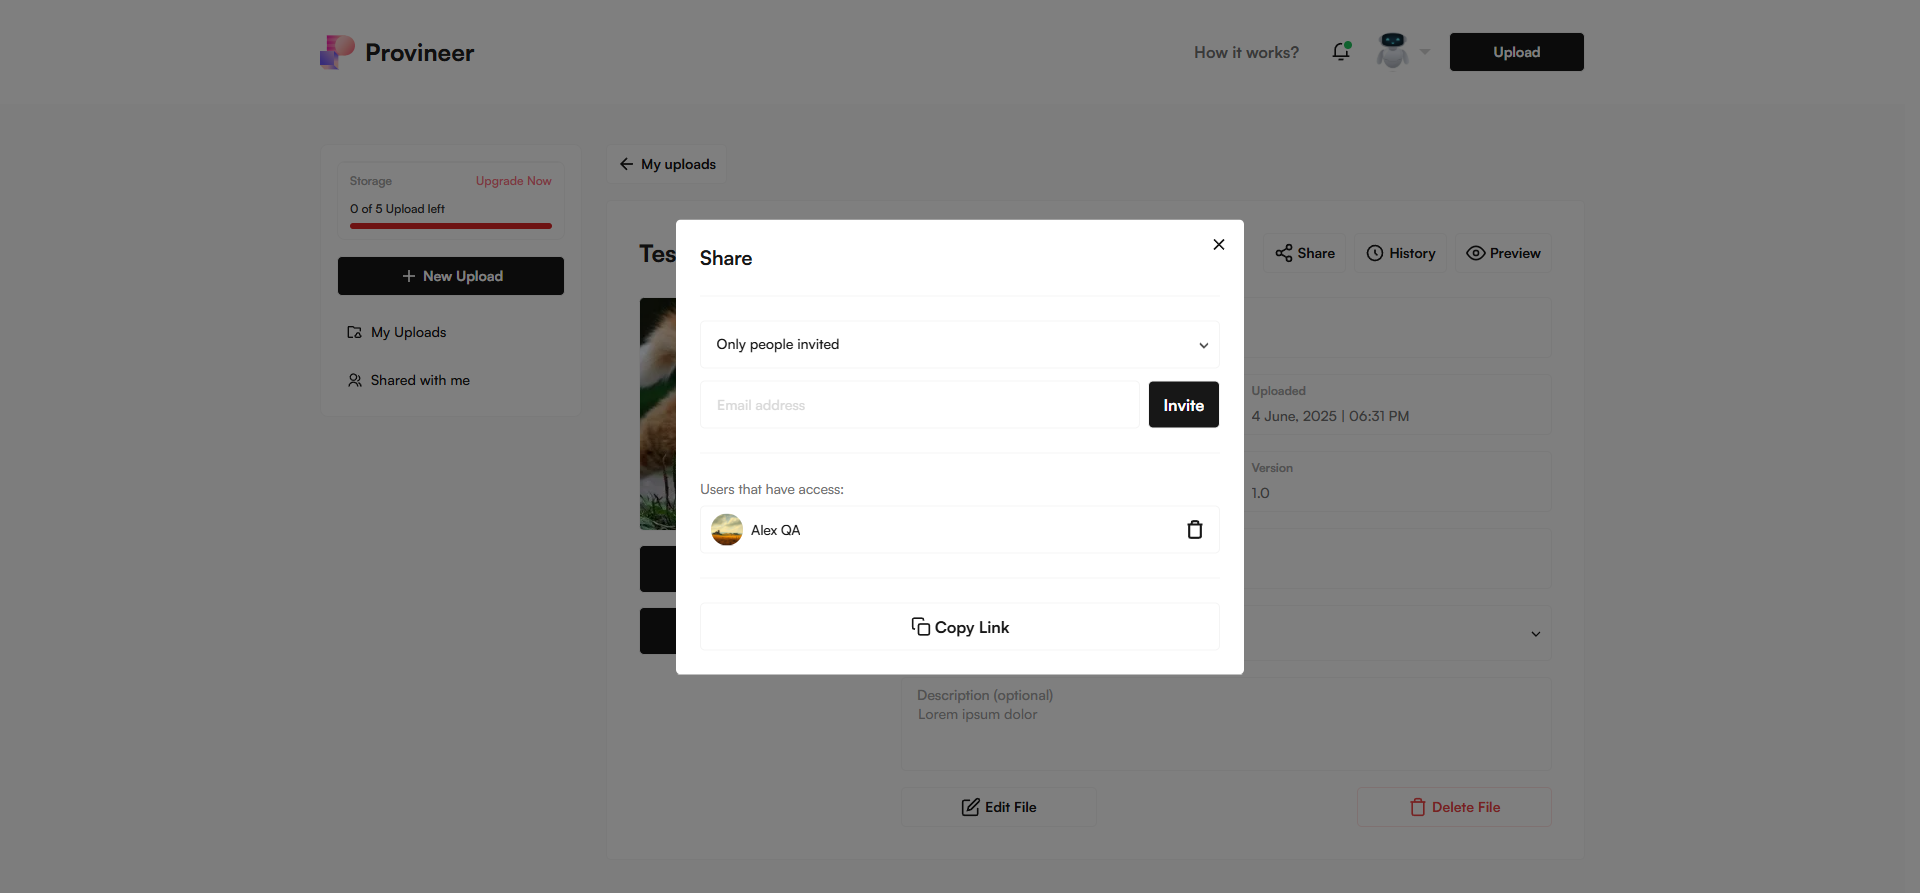 Provineer
How it works?
Upload
Storage
Upgrade Now
0 of 5 Upload left
New Upload
My Uploads
Shared with me
My uploads
Tes
Share
History
Preview
Share
Only people invited
Email address
Invite
Users that have access:
Alex QA
Copy Link
Uploaded
4 June, 2025 | 06:31 PM
Version
1.0
Description (optional)
Lorem ipsum dolor
Edit File
Delete File